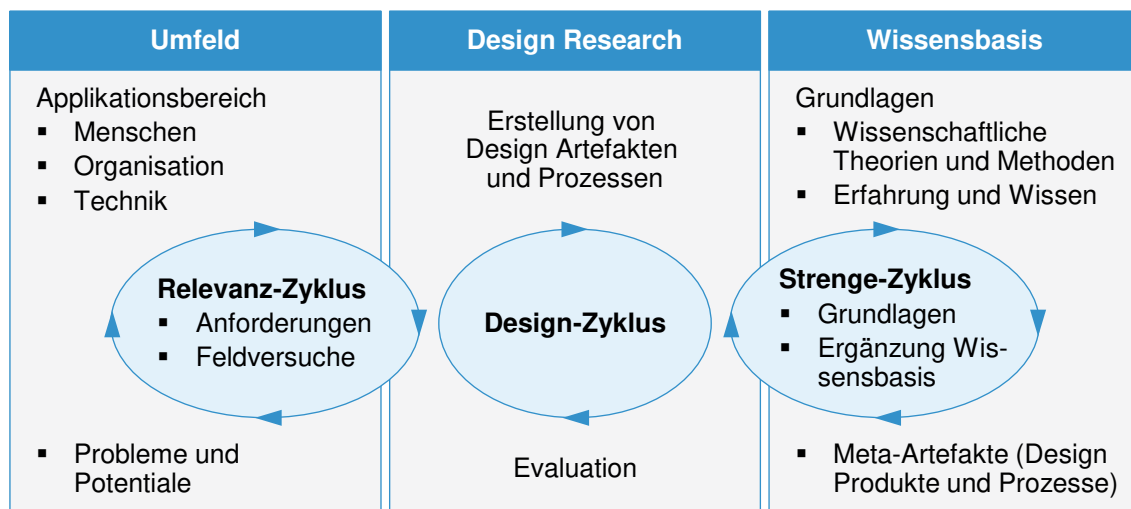 Umfeld
Applikationsbereich
▪ Menschen
▪ Organisation
▪ Technik
Relevanz-Zyklus
▪ Anforderungen
▪ Feldversuche
▪ Probleme und
Potentiale
Design Research
Erstellung von
Design Artefakten
und Prozessen
Design-Zyklus
Evaluation
Wissensbasis
Grundlagen
▪ Wissenschaftliche
Theorien und Methoden
▪ Erfahrung und Wissen
Strenge-Zyklus
▪ Grundlagen
▪ Ergänzung Wis-
sensbasis
▪ Meta-Artefakte (Design
Produkte und Prozesse)